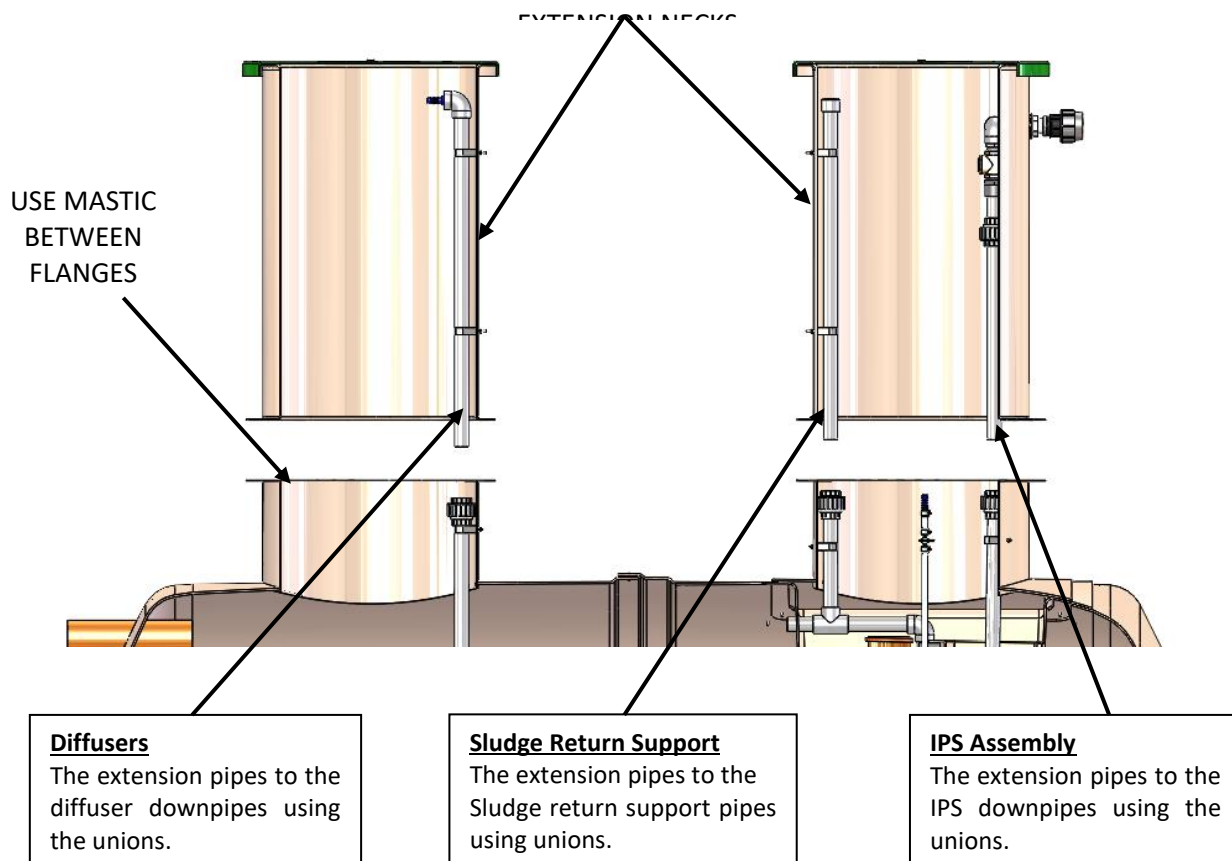 EXTENSION NECKS
USE MASTIC
BETWEEN
FLANGES
Diffusers
The extension pipes to the
diffuser downpipes using
the unions.
Sludge Return Support
The extension pipes to the
Sludge return support pipes
using unions.
IPS Assembly
The extension pipes to the
IPS downpipes using the
unions.